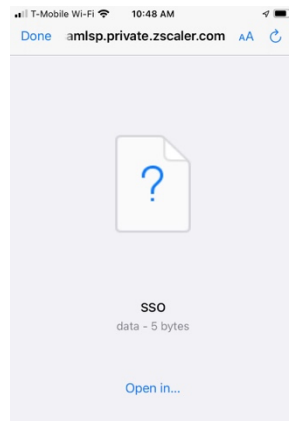 T-Mobile Wi-Fi 10:48 AM
Done amlsp.private.zscaler.com AA
?
SSO
data - 5 bytes
Open in...